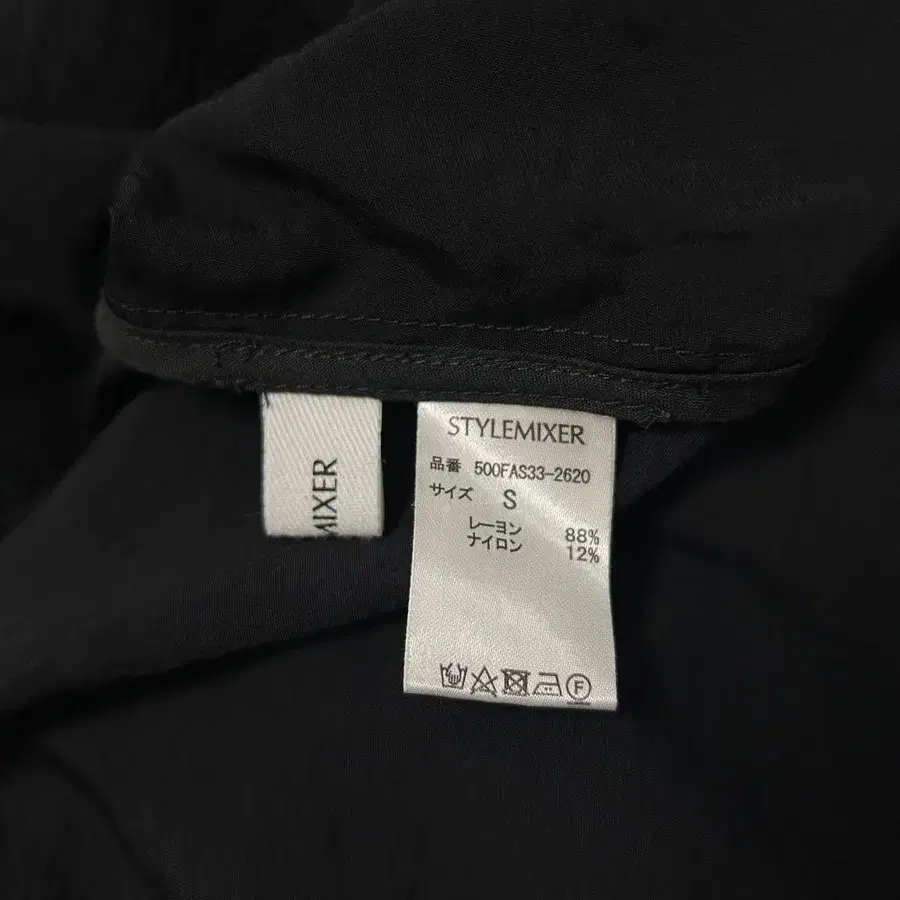 MIXER
STYLEMIXER
品番 500FAS33-2620
サイズ S
レーヨン 88%
ナイロン 12%
F